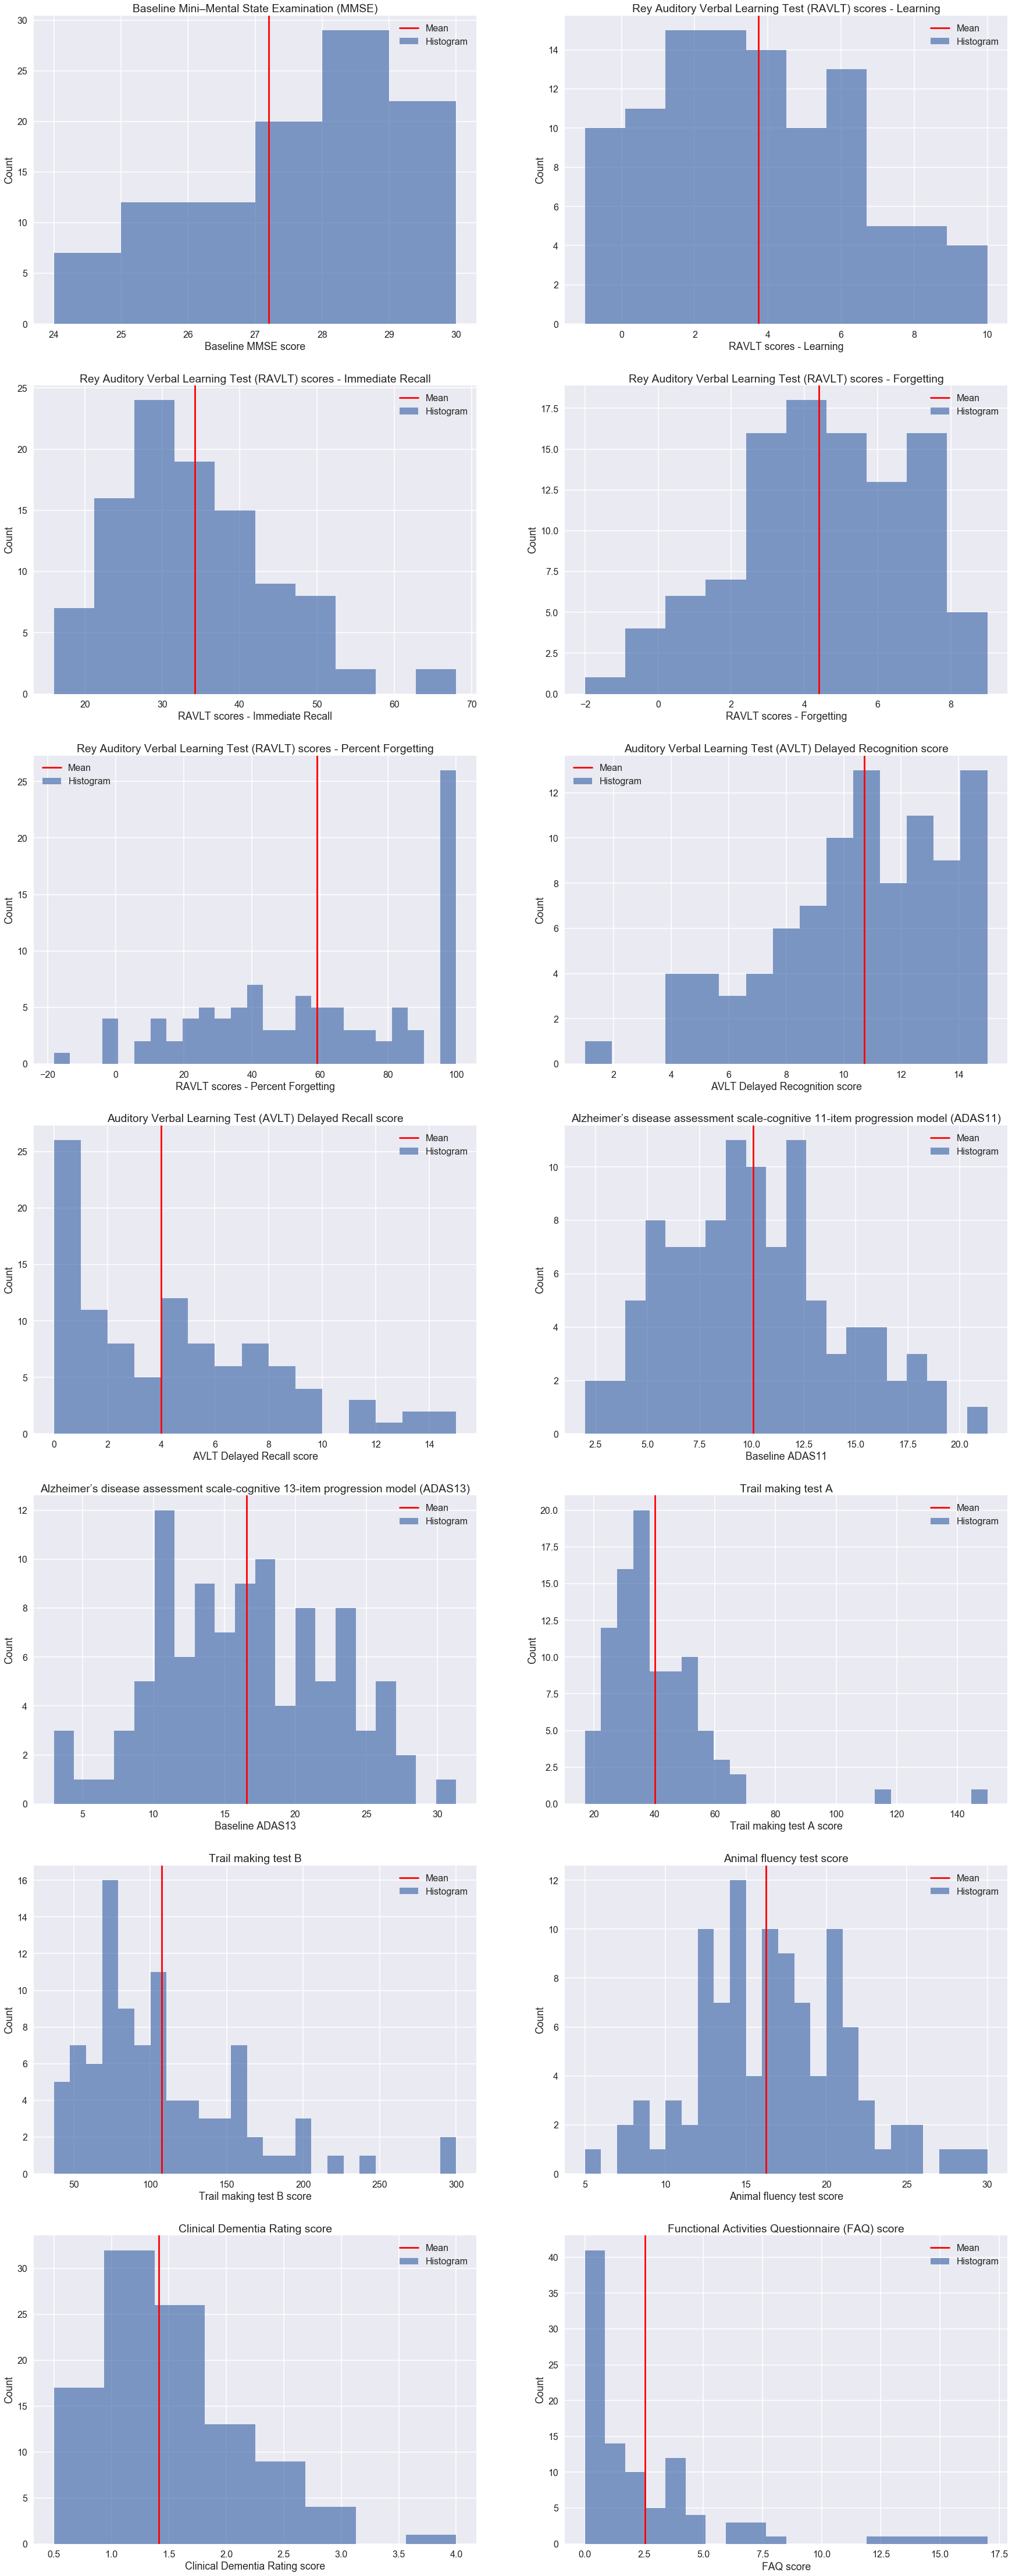 Baseline Mini–Mental State Examination (MMSE)
Mean
Histogram
30
25
20
15
10
5
0
Count
24 25 26 27 28 29 30
Baseline MMSE score
Rey Auditory Verbal Learning Test (RAVLT) scores - Learning
Mean
Histogram
14
12
10
8
6
4
2
0
Count
0 2 4 6 8 10
RAVLT scores - Learning
Rey Auditory Verbal Learning Test (RAVLT) scores - Immediate Recall
Mean
Histogram
25
20
15
10
5
0
Count
20 30 40 50 60 70
RAVLT scores - Immediate Recall
Rey Auditory Verbal Learning Test (RAVLT) scores - Forgetting
Mean
Histogram
17.5
15.0
12.5
10.0
7.5
5.0
2.5
0.0
Count
−2 0 2 4 6 8
RAVLT scores - Forgetting
Rey Auditory Verbal Learning Test (RAVLT) scores - Percent Forgetting
Mean
Histogram
25
20
15
10
5
0
Count
−20 0 20 40 60 80 100
RAVLT scores - Percent Forgetting
Auditory Verbal Learning Test (AVLT) Delayed Recognition score
Mean
Histogram
12
10
8
6
4
2
0
Count
2 4 6 8 10 12 14
AVLT Delayed Recognition score
Auditory Verbal Learning Test (AVLT) Delayed Recall score
Mean
Histogram
25
20
15
10
5
0
Count
0 2 4 6 8 10 12 14
AVLT Delayed Recall score
Alzheimer's disease assessment scale-cognitive 11-item progression model (ADAS11)
Mean
Histogram
10
8
6
4
2
0
Count
2.5 5.0 7.5 10.0 12.5 15.0 17.5 20.0
Baseline ADAS11
Alzheimer's disease assessment scale-cognitive 13-item progression model (ADAS13)
Mean
Histogram
12
10
8
6
4
2
0
Count
5 10 15 20 25 30
Baseline ADAS13
Trail making test A
Mean
Histogram
20.0
17.5
15.0
12.5
10.0
7.5
5.0
2.5
0.0
Count
20 40 60 80 100 120 140
Trail making test A score
Trail making test B
Mean
Histogram
16
14
12
10
8
6
4
2
0
Count
50 100 150 200 250 300
Trail making test B score
Animal fluency test score
Mean
Histogram
12
10
8
6
4
2
0
Count
5 10 15 20 25 30
Animal fluency test score
Clinical Dementia Rating score
Mean
Histogram
30
25
20
15
10
5
0
Count
0.5 1.0 1.5 2.0 2.5 3.0 3.5 4.0
Clinical Dementia Rating score
Functional Activities Questionnaire (FAQ) score
Mean
Histogram
40
35
30
25
20
15
10
5
0
Count
0.0 2.5 5.0 7.5 10.0 12.5 15.0 17.5
FAQ score